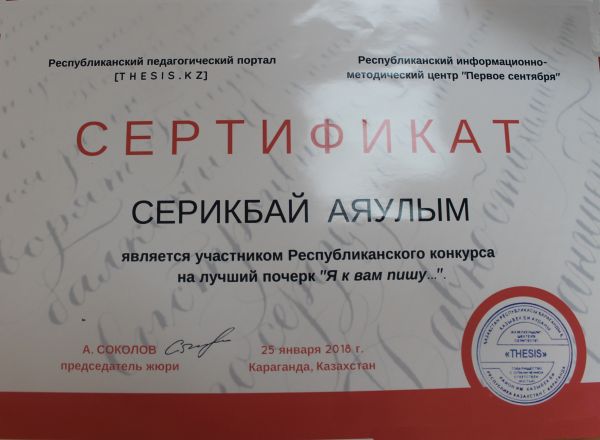 Республиканский педагогический портал
[THESIS.KZ]
Республиканский информационно-
методический центр "Первое сентября"
СЕРТИФИКАТ
СЕРИКБАЙ АЯУЛЫМ
является участником Республиканского конкурса
на лучший почерк "Я к вам пишу...".
А. СОКОЛОВ
председатель жюри
25 января 2018 г.
Караганда, Казахстан
«THESIS»